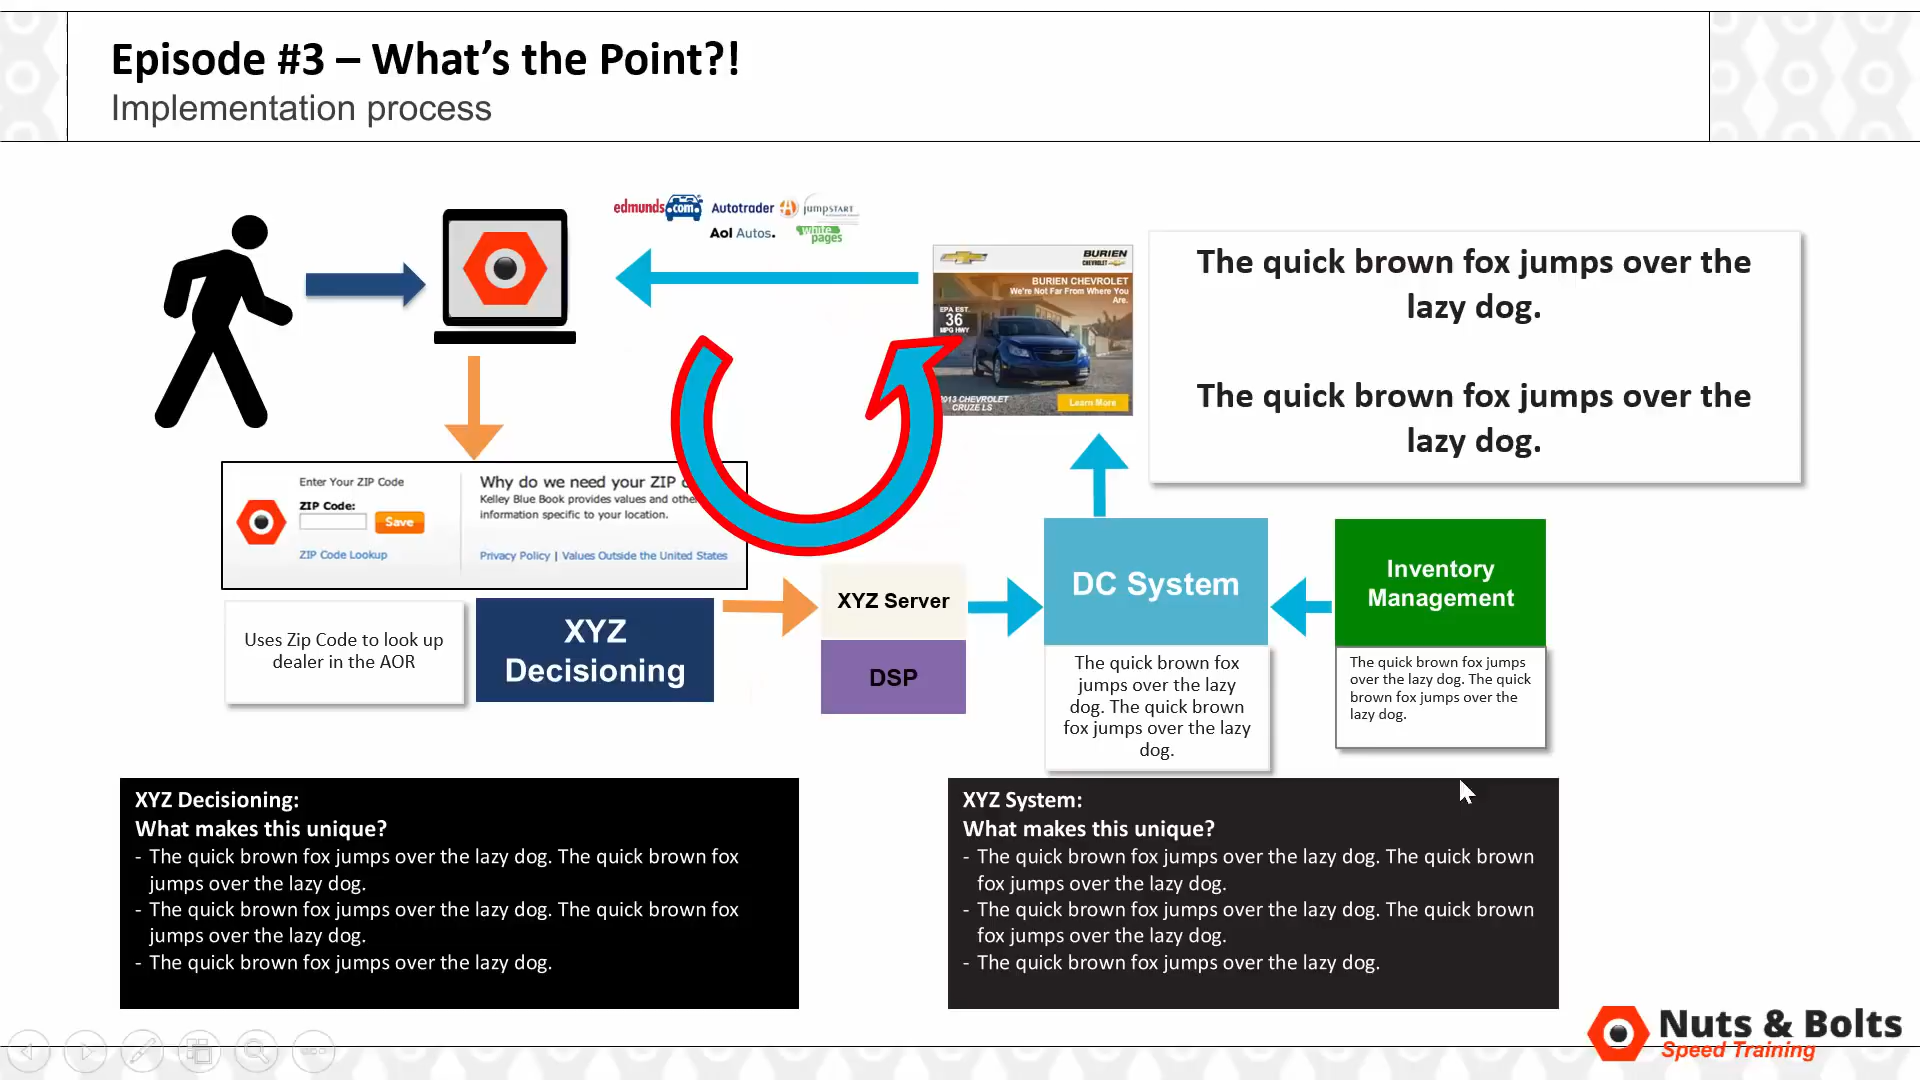 Episode #3 – What's the Point?!
Implementation process
edmunds.com Autotrader jumpSTART
Aol Autos. white pages
BURIEN
CHEVROLET
BURIEN CHEVROLET
We're Not Far From Where You
Are.
EPA EST.
36
MPG HWY
2013 CHEVROLET
CRUZE LS
Learn More
The quick brown fox jumps over the
lazy dog.
The quick brown fox jumps over the
lazy dog.
Enter Your ZIP Code
ZIP Code:
Save
ZIP Code Lookup
Why do we need your ZIP
Kelley Blue Book provides values and othe
information specific to your location.
Privacy Policy | Values Outside the United States
Uses Zip Code to look up
dealer in the AOR
XYZ
Decisioning
XYZ Server
DSP
DC System
The quick brown fox
jumps over the lazy
dog. The quick brown
fox jumps over the lazy
dog.
Inventory
Management
The quick brown fox jumps
over the lazy dog. The quick
brown fox jumps over the
lazy dog.
XYZ Decisioning:
What makes this unique?
- The quick brown fox jumps over the lazy dog. The quick brown fox
jumps over the lazy dog.
- The quick brown fox jumps over the lazy dog. The quick brown fox
jumps over the lazy dog.
- The quick brown fox jumps over the lazy dog.
XYZ System:
What makes this unique?
- The quick brown fox jumps over the lazy dog. The quick brown
fox jumps over the lazy dog.
- The quick brown fox jumps over the lazy dog. The quick brown
fox jumps over the lazy dog.
- The quick brown fox jumps over the lazy dog.
Nuts & Bolts
Speed Training